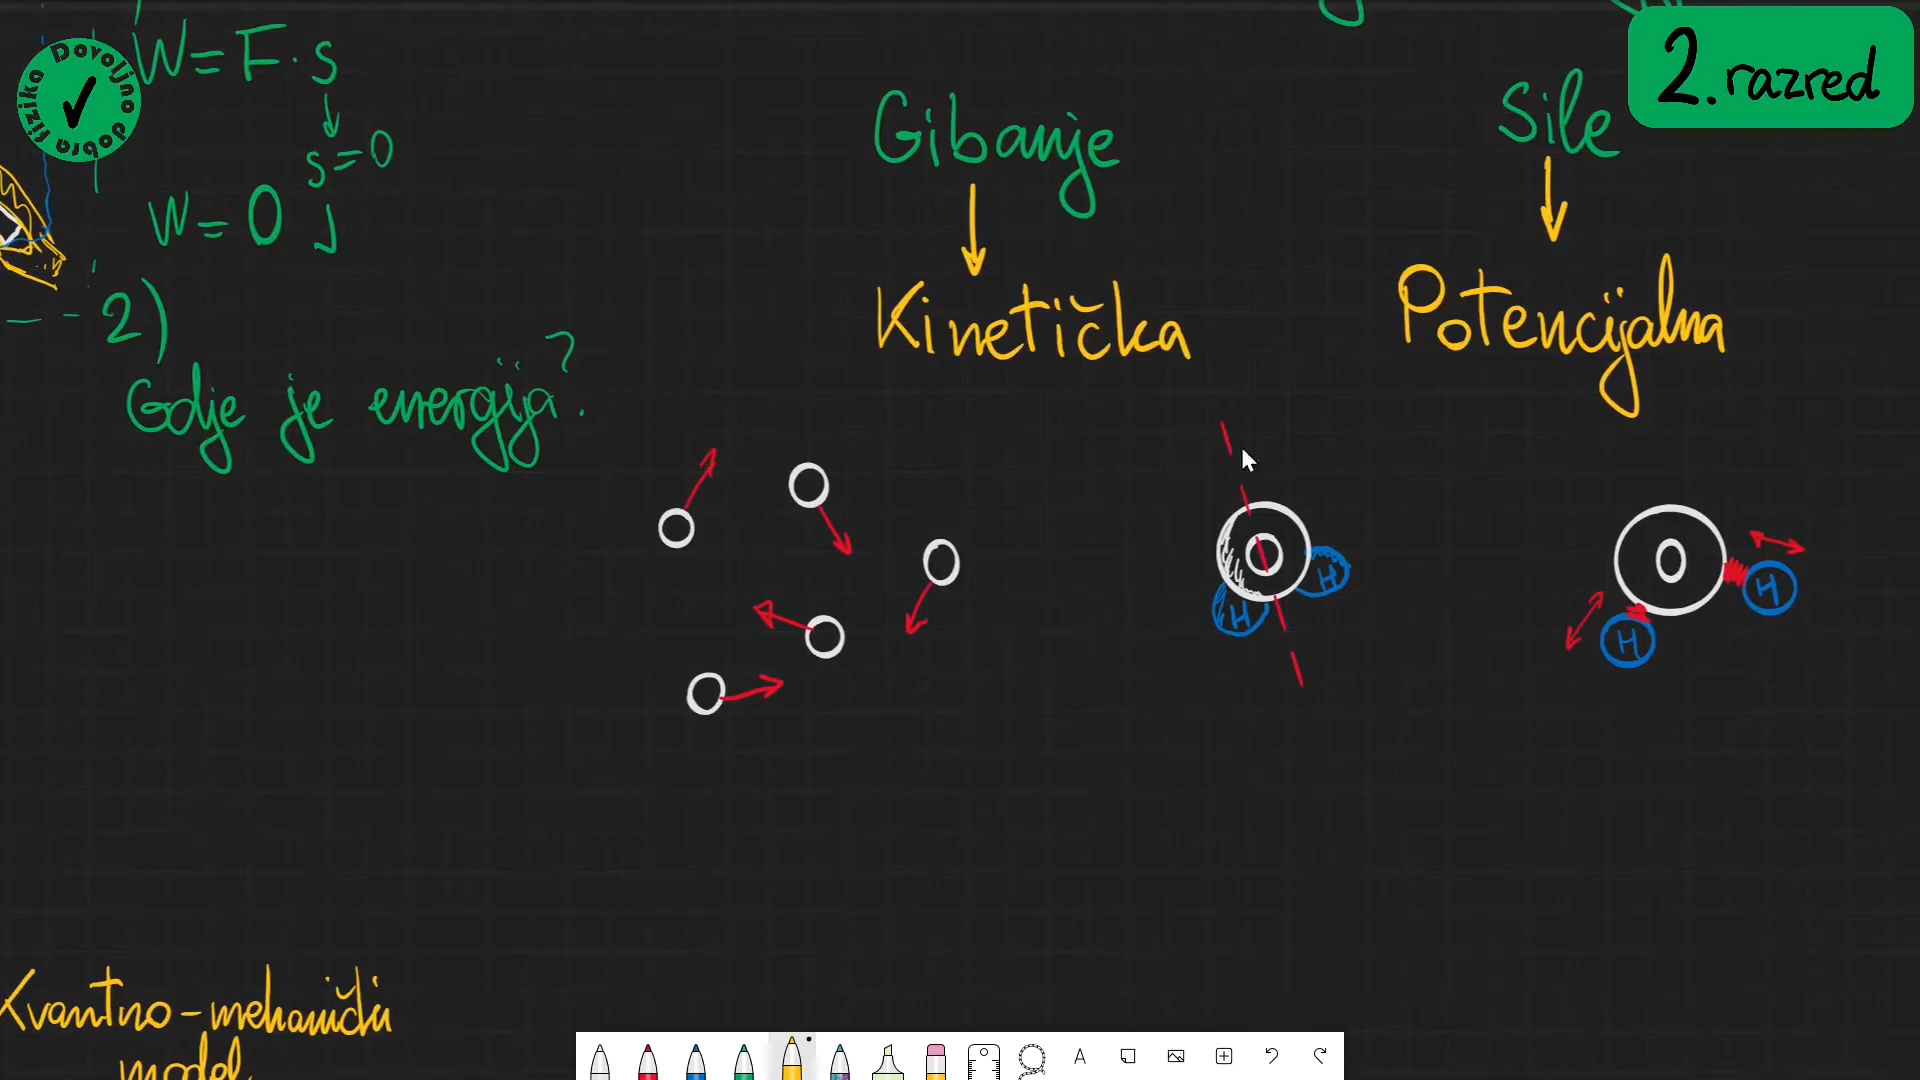 Dovoljno dobra fizika
W = F · s
s = 0
W = 0 J
2)
Gdje je energija?
Gibanje
Sile
2. razred
Kinetička
Potencijalna
O
H
H
O
H
H
Kvantno-mehanički
model
A